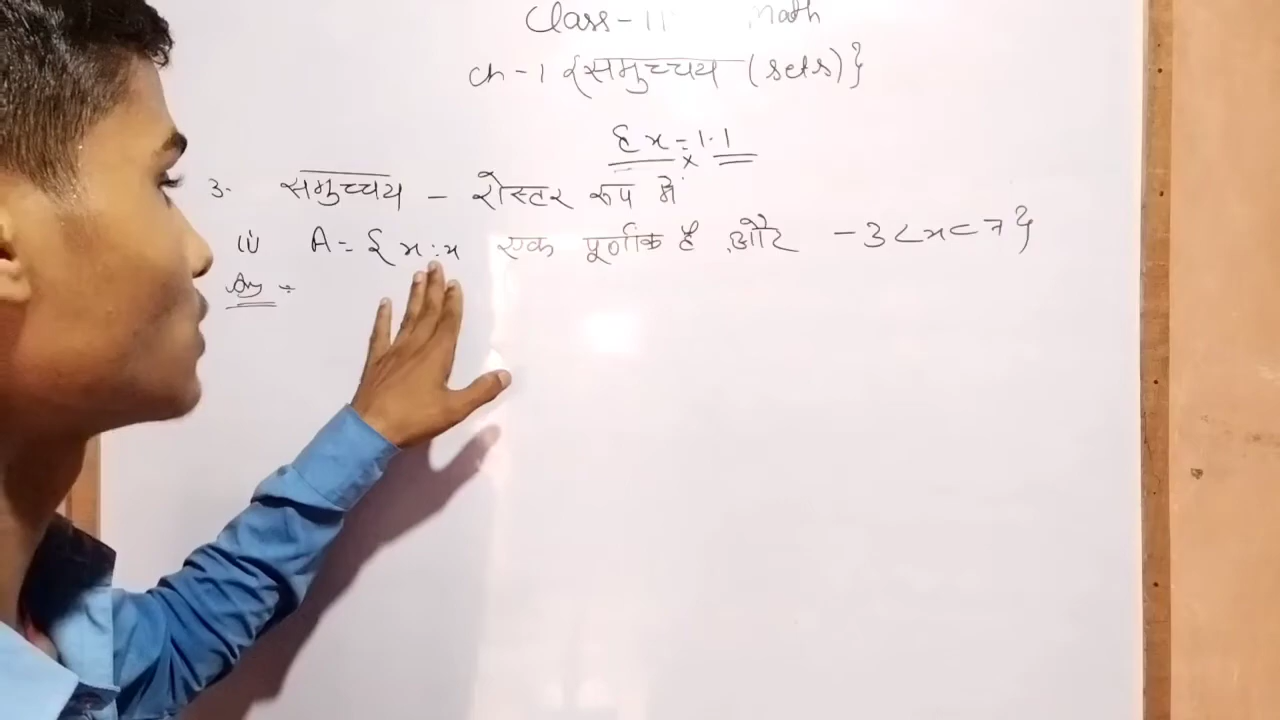 Class-11 Math
Ch-1 {समुच्चय (sets)}
Ex=1.1
3. समुच्चय - रोस्टर रूप में
(i) A={x:x एक पूर्णांक है और -3<x<7}
Ans ÷